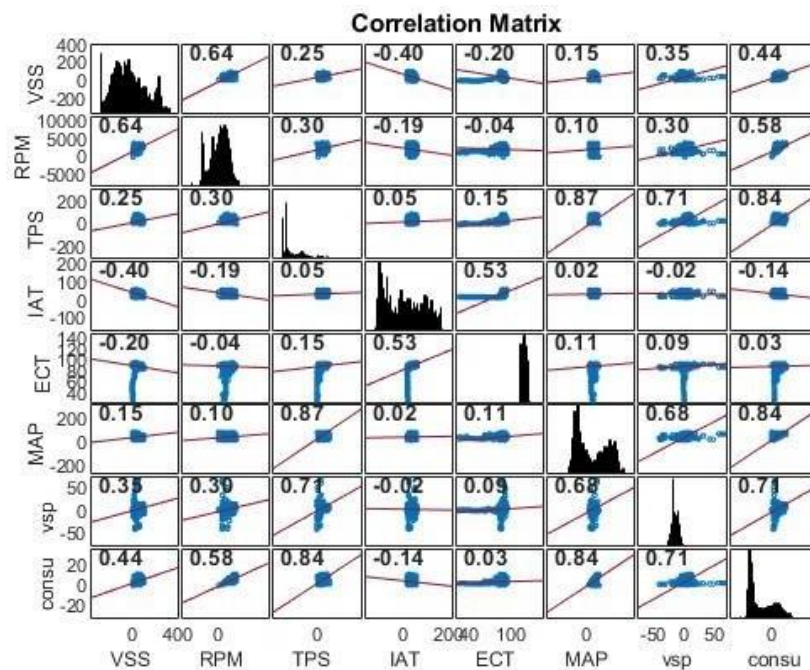 Correlation Matrix
VSS 400 200 0 -200 0.64 0.25 -0.40 -0.20 0.15 0.35 0.44
RPM 10000 5000 0 -5000 0.64 0.30 -0.19 -0.04 0.10 0.30 0.58
TPS 200 0 -200 0.25 0.30 0.05 0.15 0.87 0.71 0.84
IAT 200 100 0 -100 -0.40 -0.19 0.05 0.53 0.02 -0.02 -0.14
ECT 140 120 100 80 60 40 -0.20 -0.04 0.15 0.53 0.11 0.09 0.03
MAP 200 0 -200 0.15 0.10 0.87 0.02 0.11 0.68 0.84
vsp 50 0 -50 0.35 0.30 0.71 -0.02 0.09 0.68 0.71
consu 20 0 -20 0.44 0.58 0.84 -0.14 0.03 0.84 0.71
0 400 0 0 0 200 40 100 0 -50 0 50 0
VSS RPM TPS IAT ECT MAP vsp consu